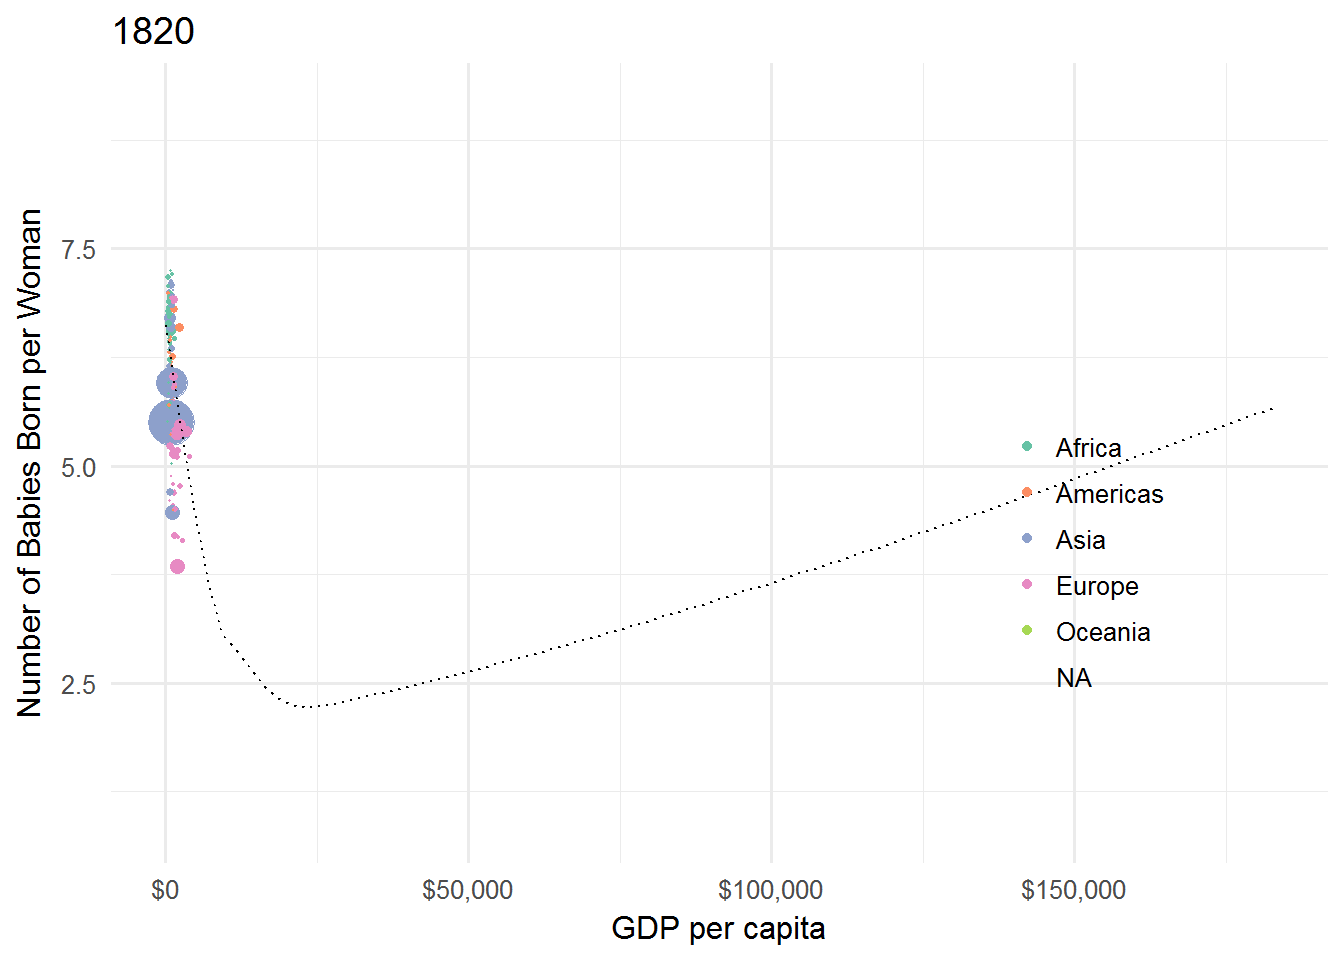 1820
Number of Babies Born per Woman
7.5
5.0
2.5
Africa
Americas
Asia
Europe
Oceania
NA
$0
$50,000
$100,000
$150,000
GDP per capita